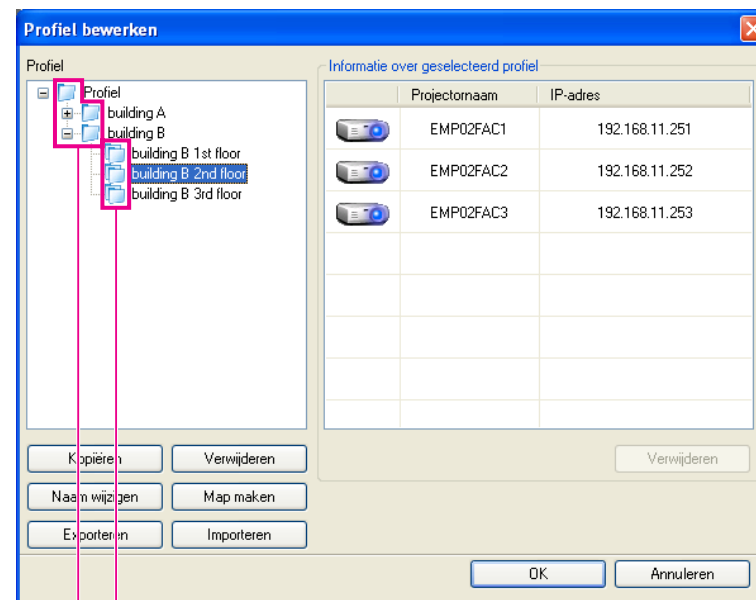 Profiel bewerken
Profiel
Profiel
building A
building B
building B 1st floor
building B 2nd floor
building B 3rd floor
Informatie over geselecteerd profiel
Projectornaam IP-adres
EMP02FAC1 192.168.11.251
EMP02FAC2 192.168.11.252
EMP02FAC3 192.168.11.253
Kopiëren Verwijderen
Naam wijzigen Map maken
Exporteren Importeren
Verwijderen
OK Annuleren